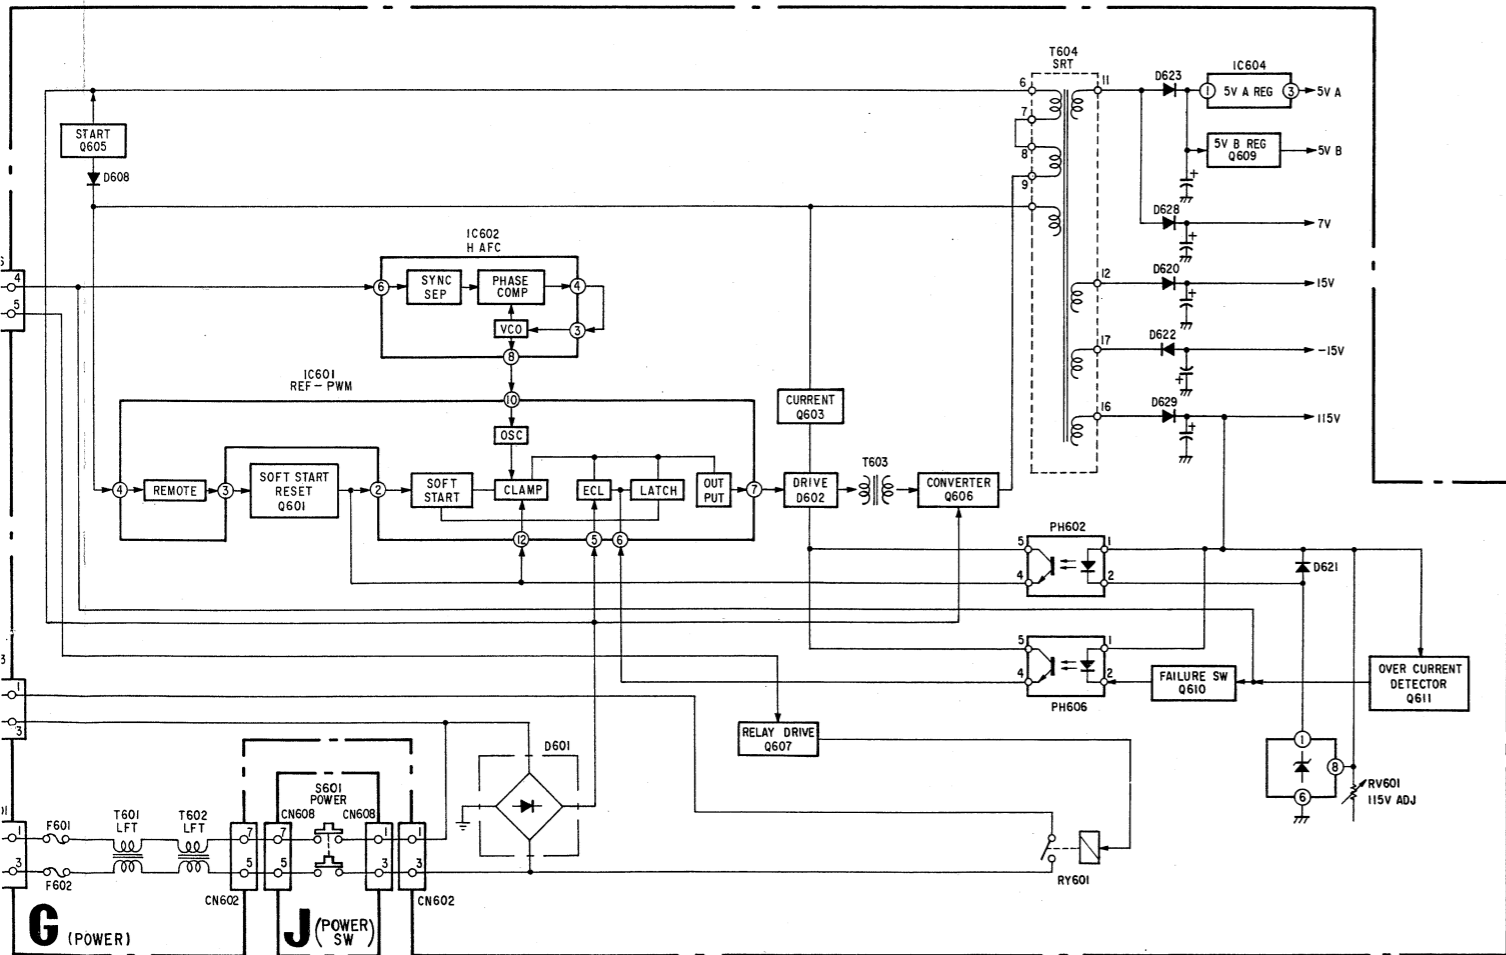 T604
SRT
6
7
8
9
11
12
17
16
D623
IC604
1
5V A REG
3
5V A
5V B REG
Q609
5V B
+
D628
7V
+
D620
15V
+
D622
-15V
+
D629
115V
+
START
Q605
D608
IC602
H AFC
4
5
6
SYNC
SEP
PHASE
COMP
4
VCO
3
8
IC601
REF-PWM
10
OSC
4
REMOTE
3
SOFT START
RESET
Q601
2
SOFT
START
CLAMP
ECL
LATCH
OUT
PUT
7
12
5
6
CURRENT
Q603
DRIVE
D602
T603
CONVERTER
Q606
PH602
5
4
1
2
D621
5
4
1
2
PH606
FAILURE SW
Q610
OVER CURRENT
DETECTOR
Q611
1
8
6
RV601
115V ADJ
3
1
3
RELAY DRIVE
Q607
D601
S601
POWER
CN608
CN608
1
3
F601
F602
T601
LFT
T602
LFT
7
5
7
5
1
3
1
3
CN602
CN602
RY601
G (POWER)
J (POWER
SW)